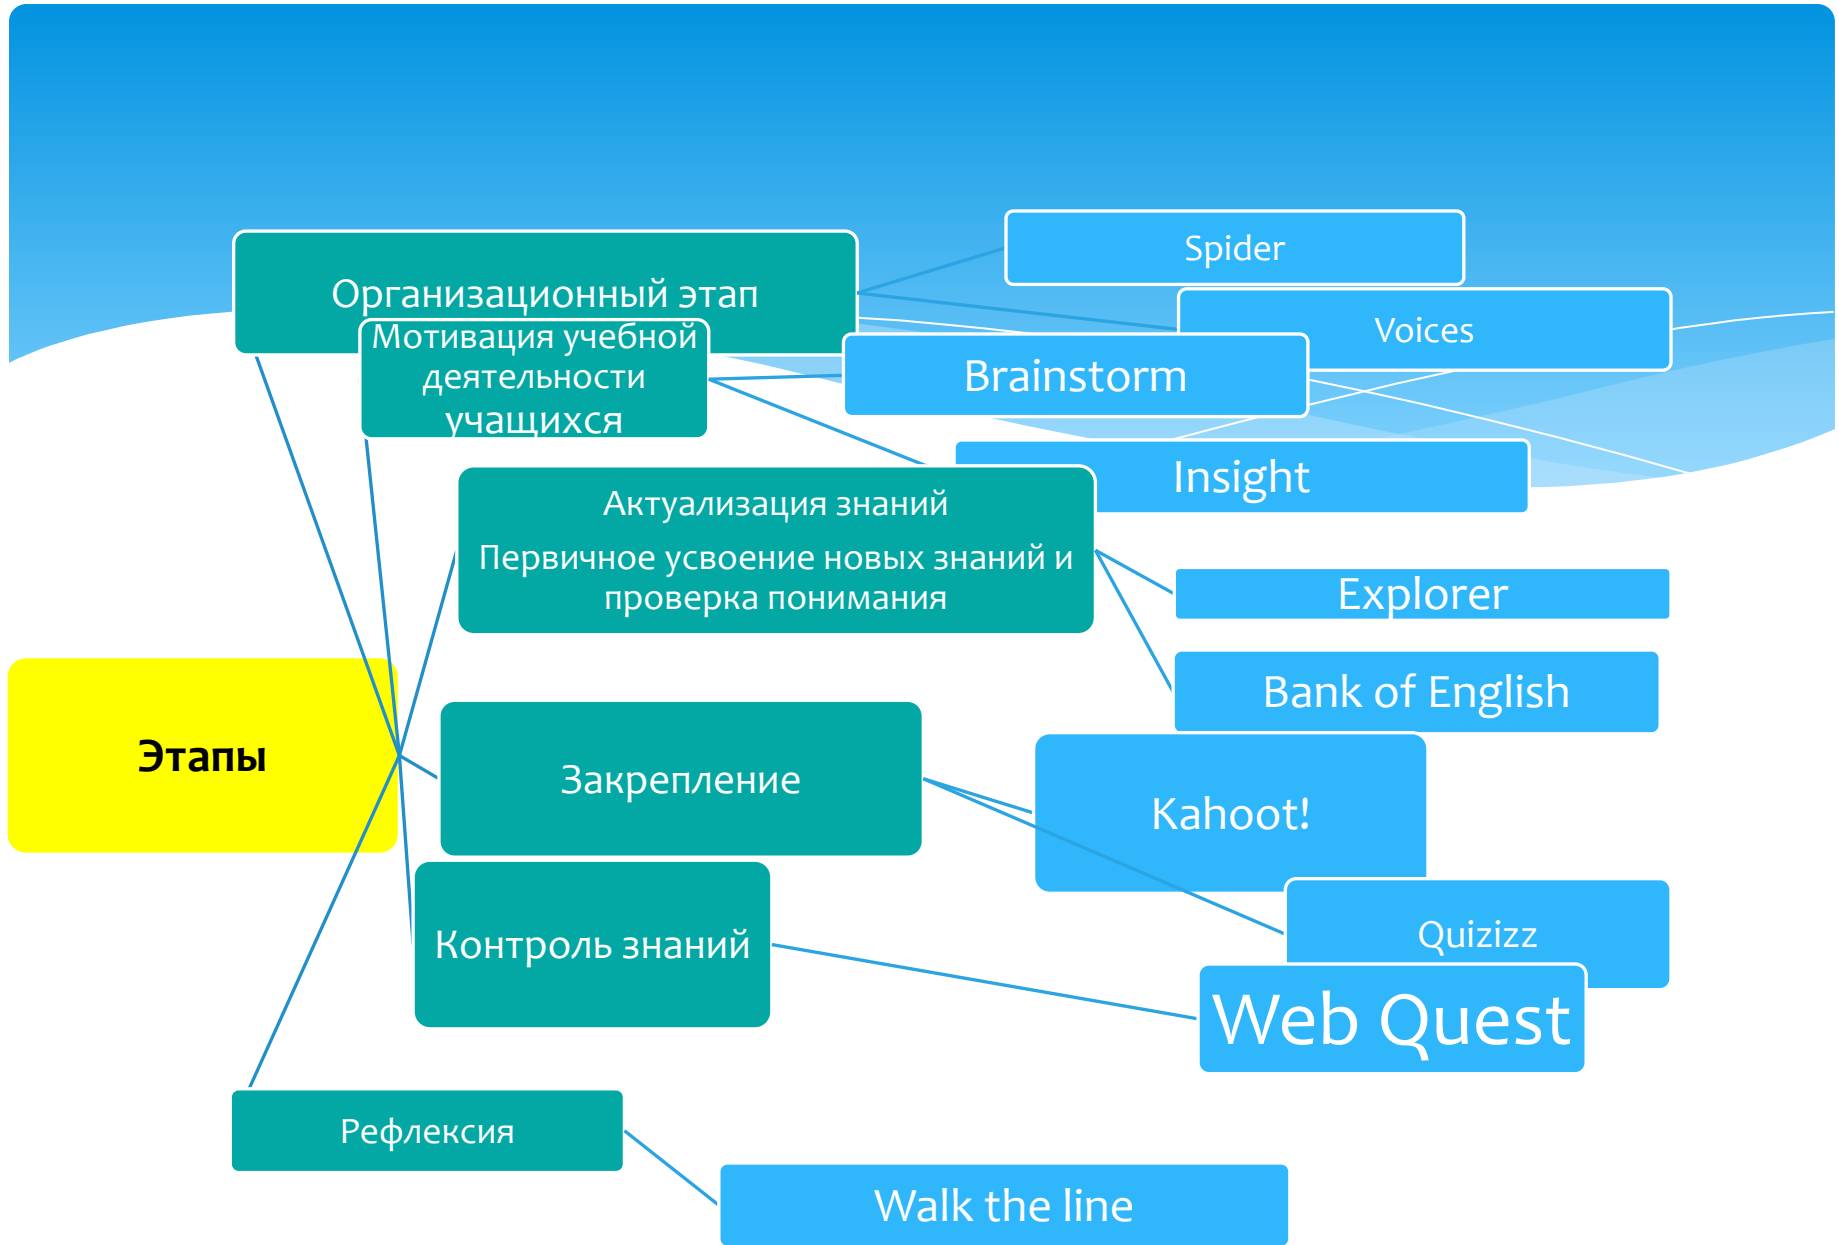 Организационный этап
Spider
Voices
Мотивация учебной
деятельности
учащихся
Brainstorm
Insight
Актуализация знаний
Первичное усвоение новых знаний и
проверка понимания
Explorer
Bank of English
Этапы
Закрепление
Kahoot!
Контроль знаний
Quizizz
Web Quest
Рефлексия
Walk the line